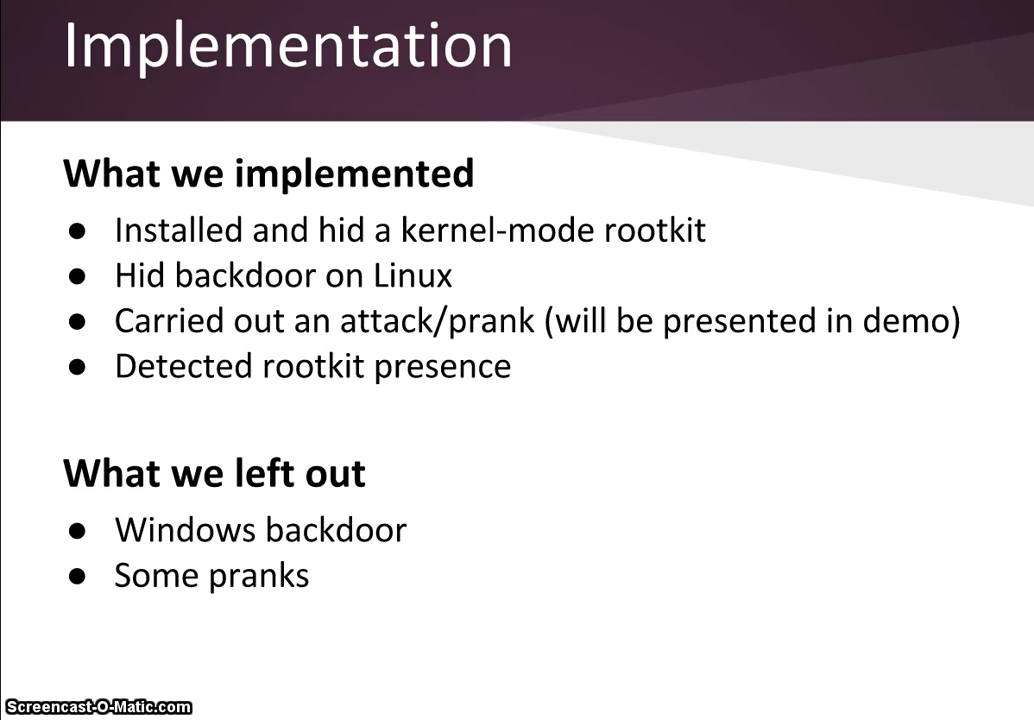 Implementation
What we implemented
● Installed and hid a kernel-mode rootkit
● Hid backdoor on Linux
● Carried out an attack/prank (will be presented in demo)
● Detected rootkit presence
What we left out
● Windows backdoor
● Some pranks
Screencast-O-Matic.com